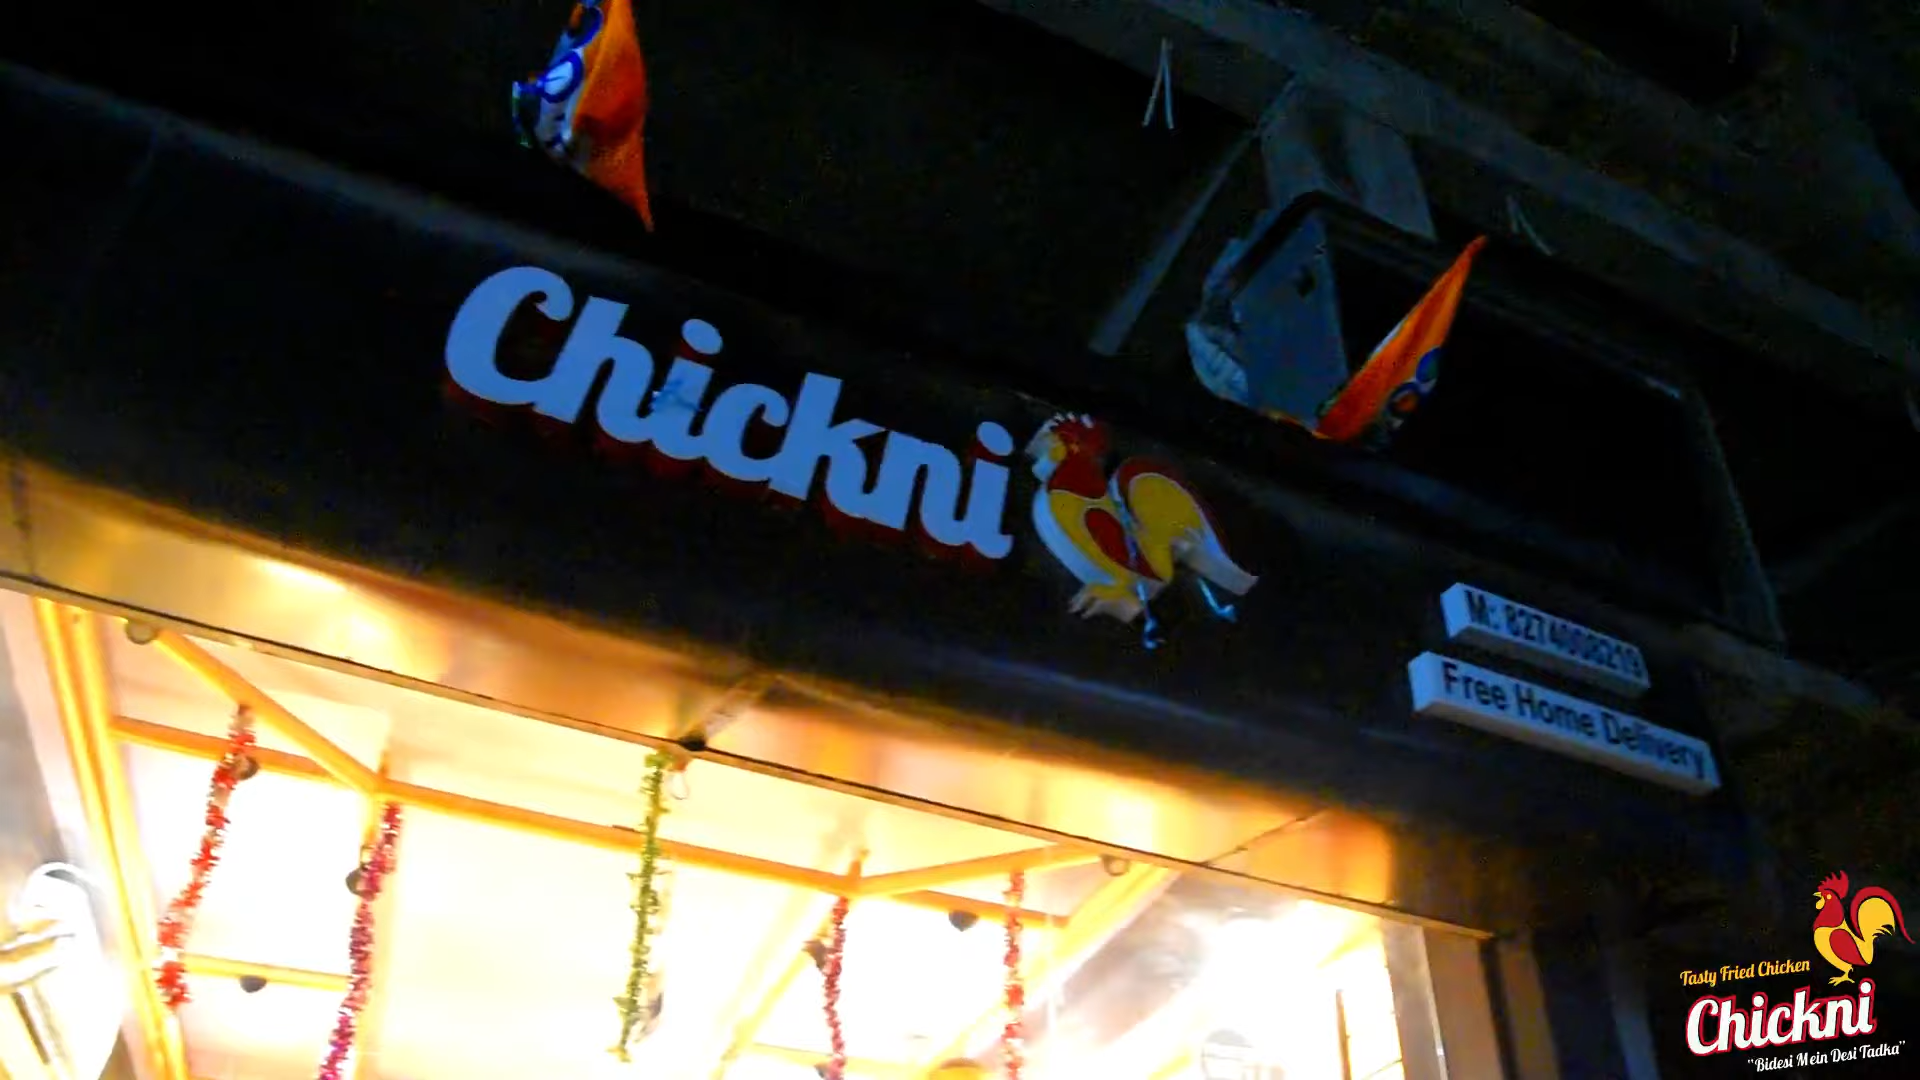 Chickni
M: 8274008219
Free Home Delivery
Tasty Fried Chicken
Chickni
"Bidesi Mein Desi Tadka"